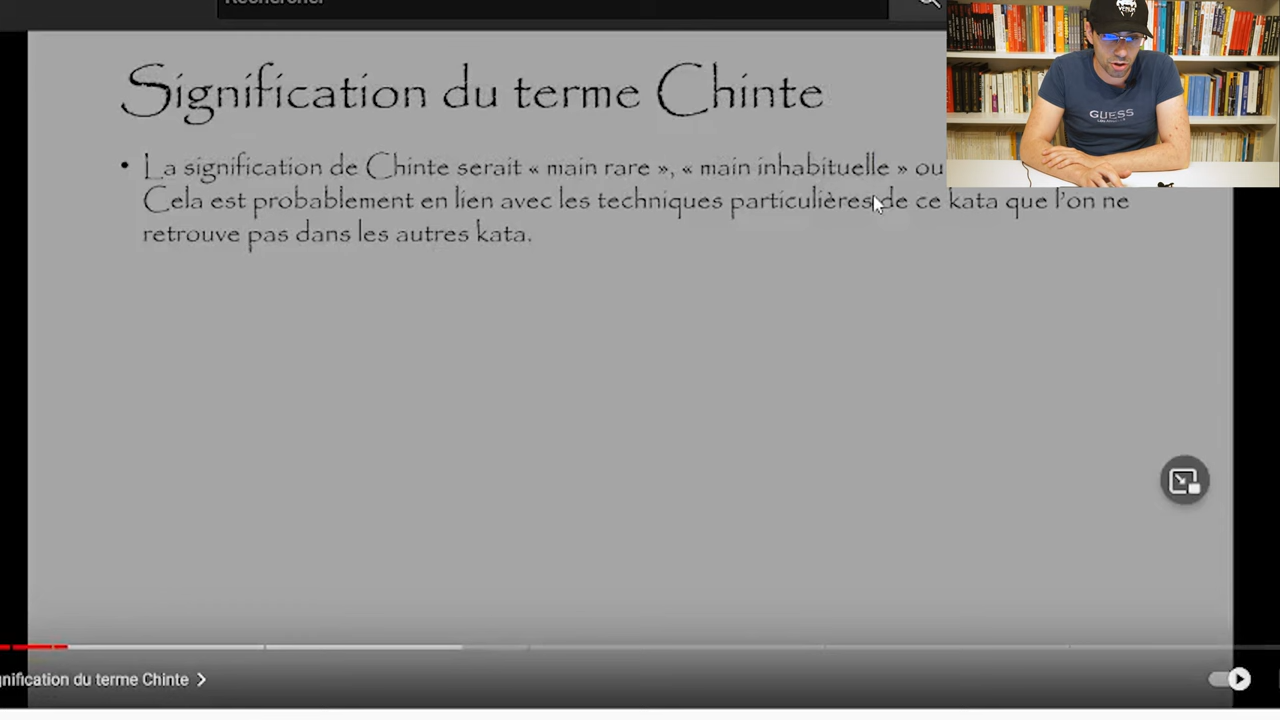 Signification du terme Chinte
• La signification de Chinte serait « main rare », « main inhabituelle » ou
Cela est probablement en lien avec les techniques particulières de ce kata que l'on ne
retrouve pas dans les autres kata.
GUESS
gnification du terme Chinte